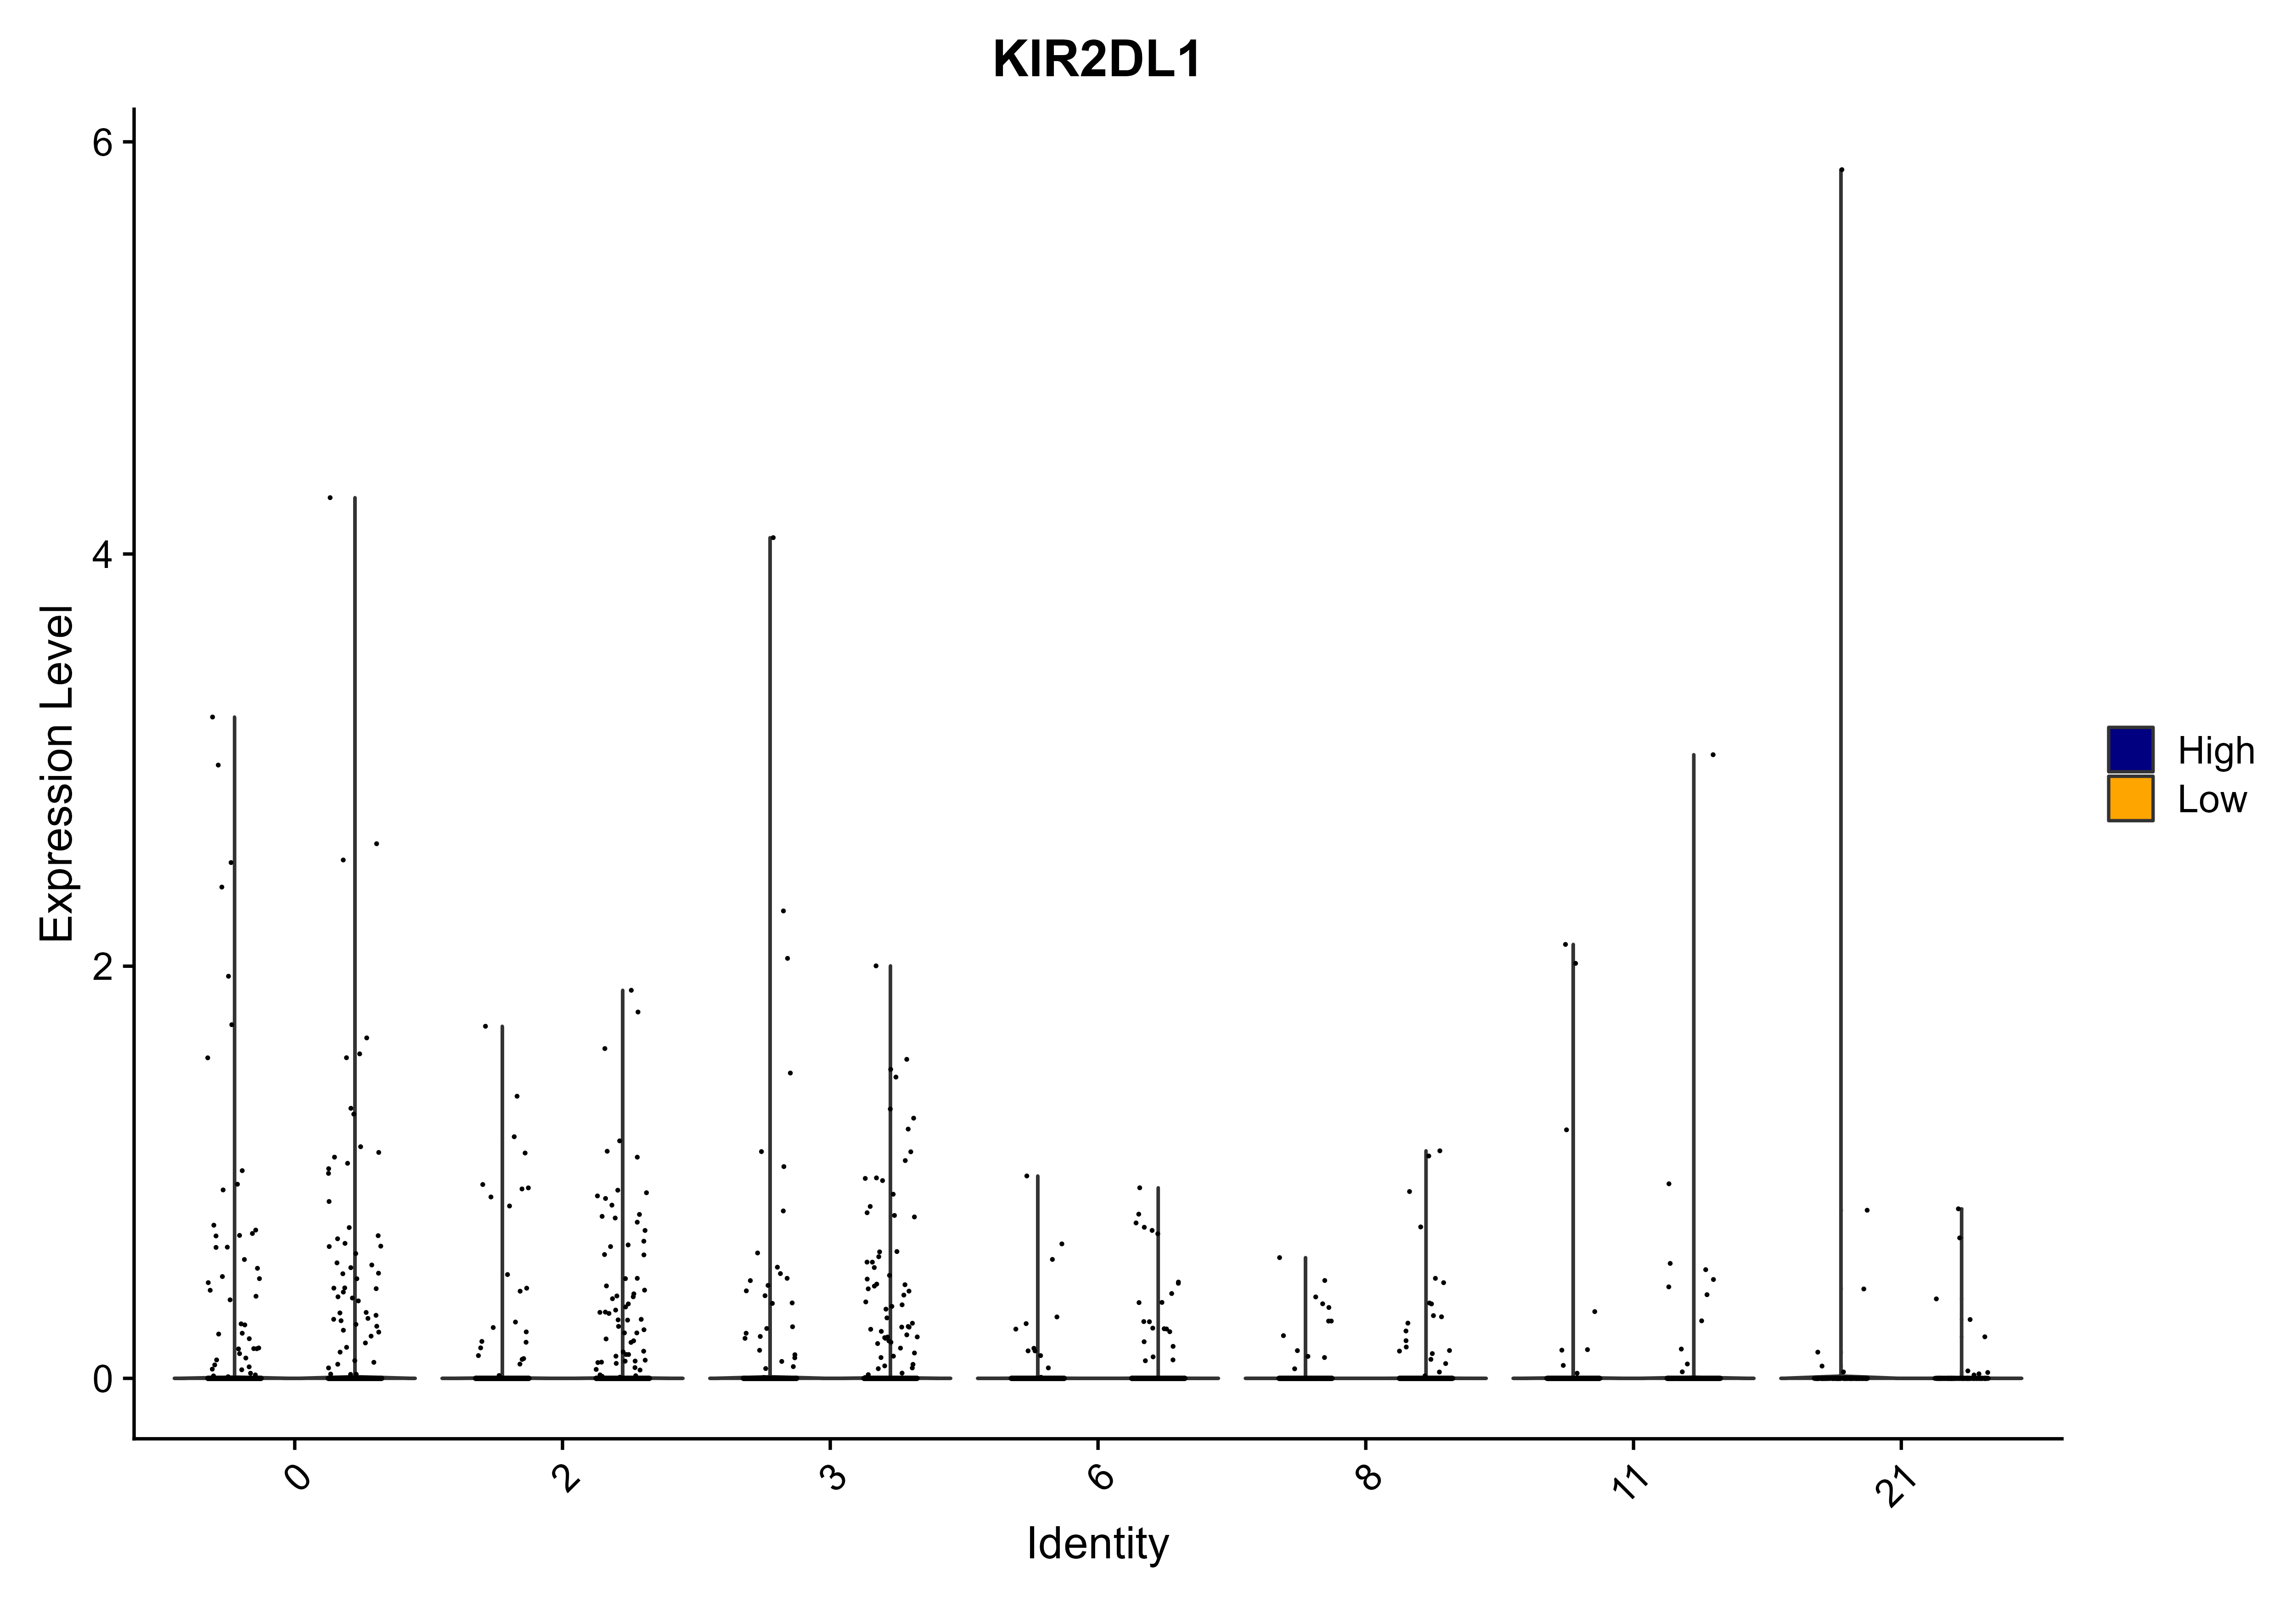 KIR2DL1
6
4
2
0
Expression Level
0 2 3 6 8 11 21
Identity
High
Low